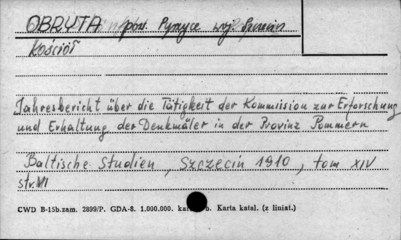 OBRYTA pow. Pyrzyce woj. Szczecin
Kościół
Jahresbericht über die Tätigkeit der Kommission zur Erforschung
und Erhaltung der Denkmäler in der Provinz Pommern
Baltische Studien, Szczecin 1910, tom XIV
str. VI
CWD B-15b.zam. 2899/P. GDA-8. 1.000.000. b. Karta katal. (z liniat.)